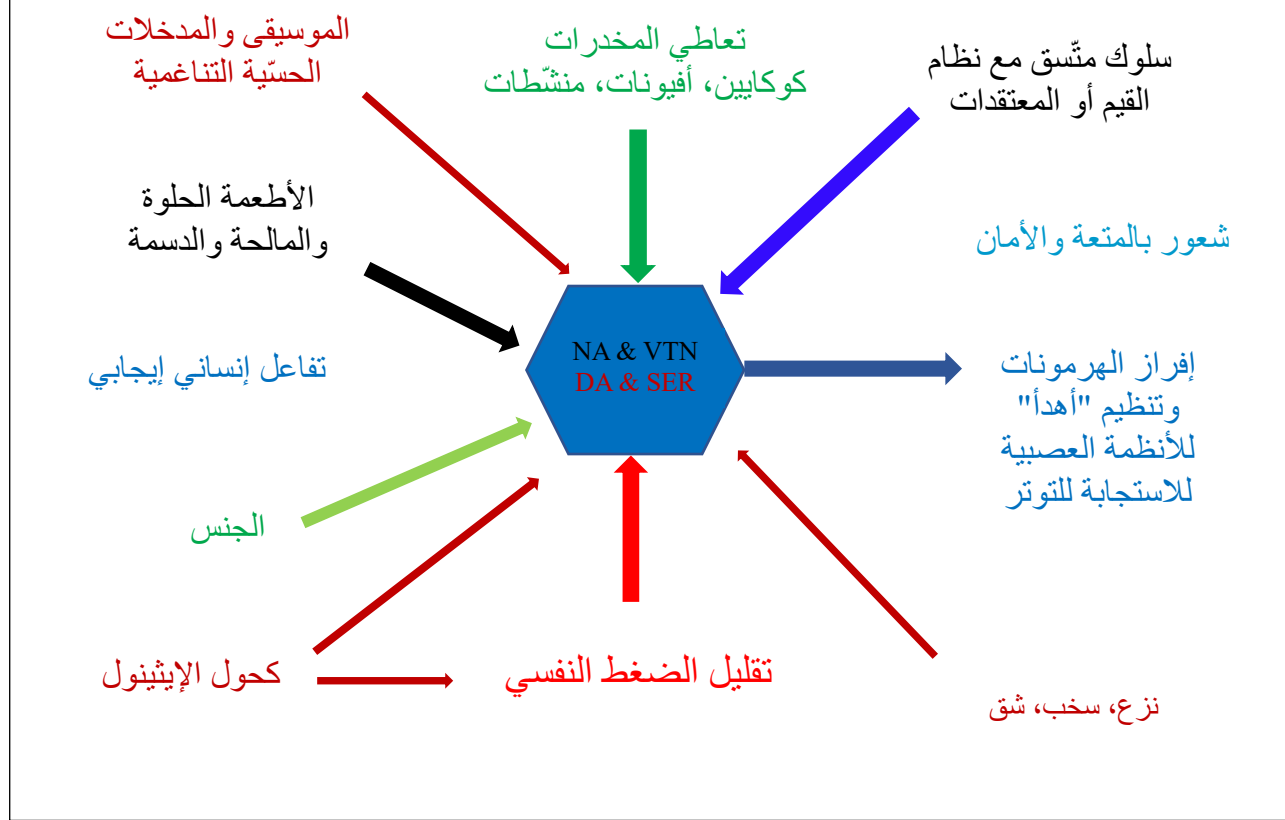 الموسيقى والمدخلات
الحسّية التناغمية
تعاطي المخدرات
كوكايين، أفيونات، منشّطات
سلوك متّسق مع نظام
القيم أو المعتقدات
الأطعمة الحلوة
والمالحة والدسمة
شعور بالمتعة والأمان
NA & VTN
DA & SER
تفاعل إنساني إيجابي
إفراز الهرمونات
وتنظيم "أهدأ"
للأنظمة العصبية
للاستجابة للتوتر
الجنس
كحول الإيثينول
تقليل الضغط النفسي
نزع، سخب، شق